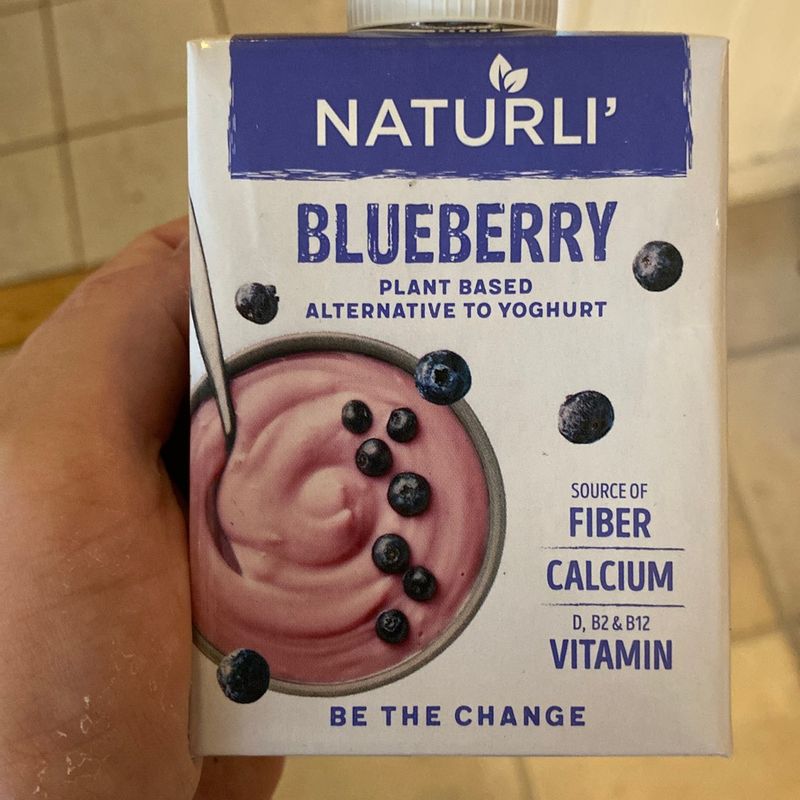 NATURLI’
BLUEBERRY
PLANT BASED
ALTERNATIVE TO YOGHURT
SOURCE OF
FIBER
CALCIUM
D, B2 & B12
VITAMIN
BE THE CHANGE